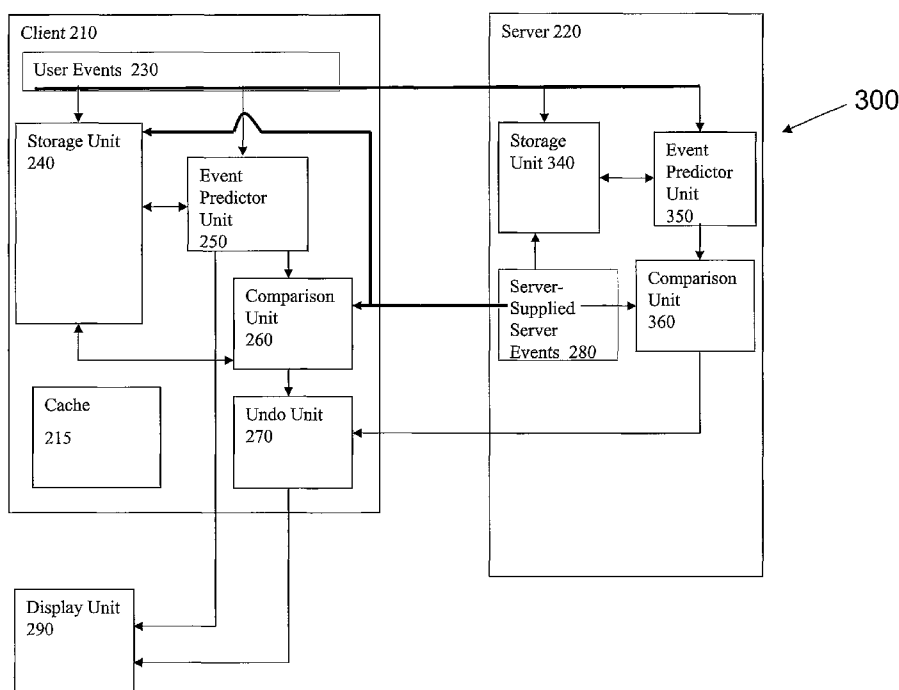 Client 210
User Events 230
Storage Unit
240
Event
Predictor
Unit
250
Comparison
Unit
260
Cache
215
Undo Unit
270
Display Unit
290
Server 220
Storage
Unit 340
Event
Predictor
Unit
350
Server-
Supplied
Server
Events 280
Comparison
Unit
360
300